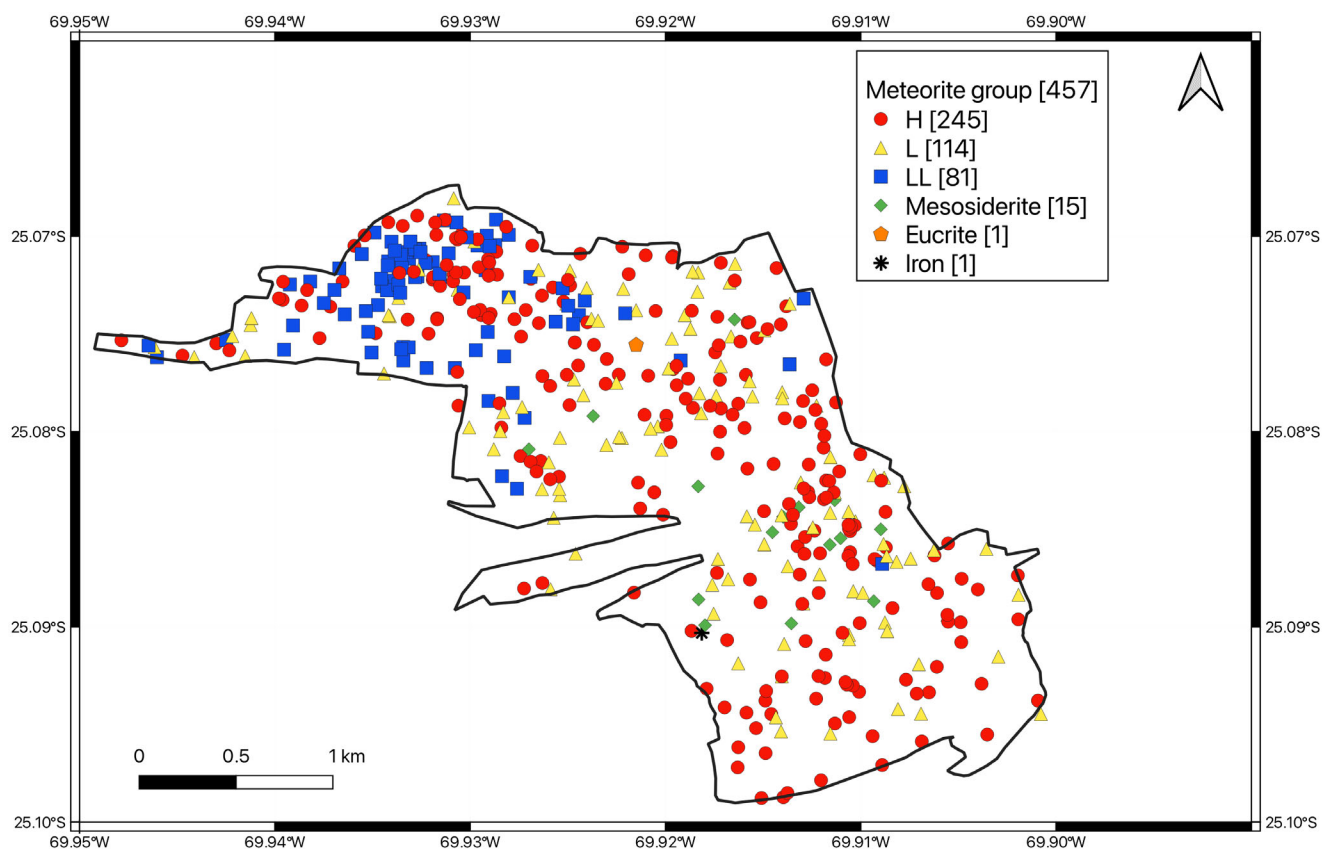 69.95°W 69.94°W 69.93°W 69.92°W 69.91°W 69.90°W
Meteorite group [457]
H [245]
L [114]
LL [81]
Mesosiderite [15]
Eucrite [1]
Iron [1]
25.07°S 25.07°S
25.08°S 25.08°S
25.09°S 25.09°S
0 0.5 1 km
25.10°S 25.10°S
69.95°W 69.94°W 69.93°W 69.92°W 69.91°W 69.90°W